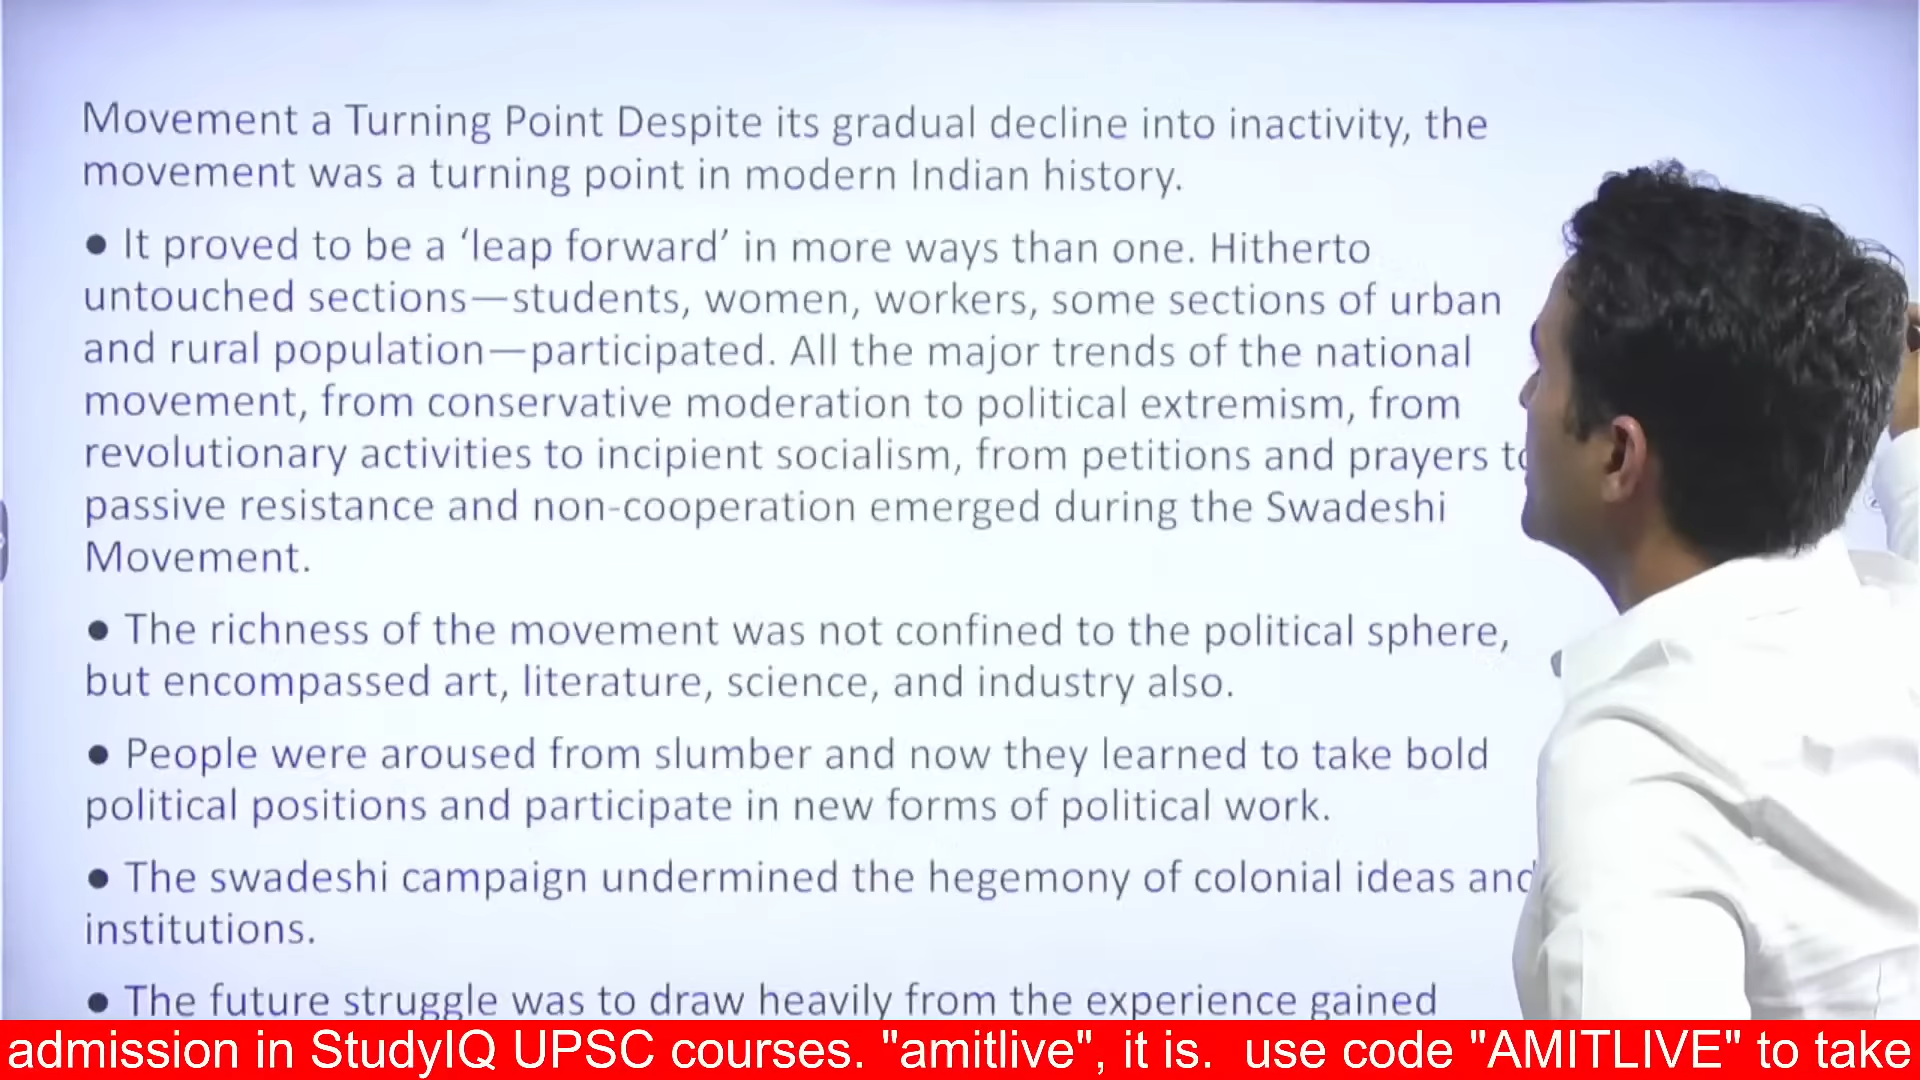 Movement a Turning Point Despite its gradual decline into inactivity, the
movement was a turning point in modern Indian history.
● It proved to be a ‘leap forward’ in more ways than one. Hitherto
untouched sections—students, women, workers, some sections of urban
and rural population—participated. All the major trends of the national
movement, from conservative moderation to political extremism, from
revolutionary activities to incipient socialism, from petitions and prayers to
passive resistance and non-cooperation emerged during the Swadeshi
Movement.
● The richness of the movement was not confined to the political sphere,
but encompassed art, literature, science, and industry also.
● People were aroused from slumber and now they learned to take bold
political positions and participate in new forms of political work.
● The swadeshi campaign undermined the hegemony of colonial ideas and
institutions.
● The future struggle was to draw heavily from the experience gained
admission in StudyIQ UPSC courses. "amitlive", it is. use code "AMITLIVE" to take